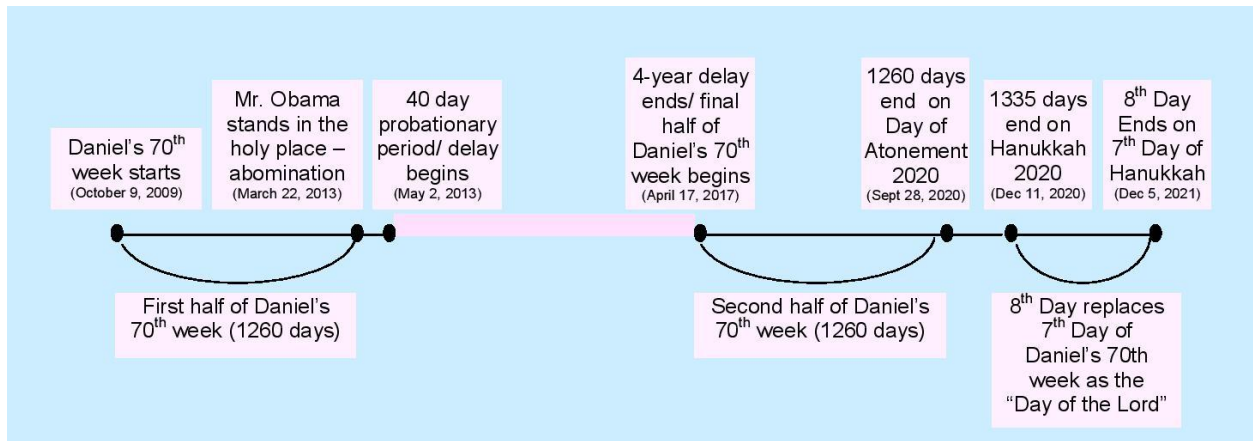 Daniel's 70th
week starts
(October 9, 2009)
Mr. Obama
stands in the
holy place –
abomination
(March 22, 2013)
40 day
probationary
period/ delay
begins
(May 2, 2013)
4-year delay
ends/ final
half of
Daniel's 70th
week begins
(April 17, 2017)
1260 days
end on
Day of
Atonement
2020
(Sept 28, 2020)
1335 days
end on
Hanukkah
2020
(Dec 11, 2020)
8th Day
Ends on
7th Day of
Hanukkah
(Dec 5, 2021)
First half of Daniel's
70th week (1260 days)
Second half of Daniel's
70th week (1260 days)
8th Day replaces
7th Day of
Daniel's 70th
week as the
"Day of the Lord"